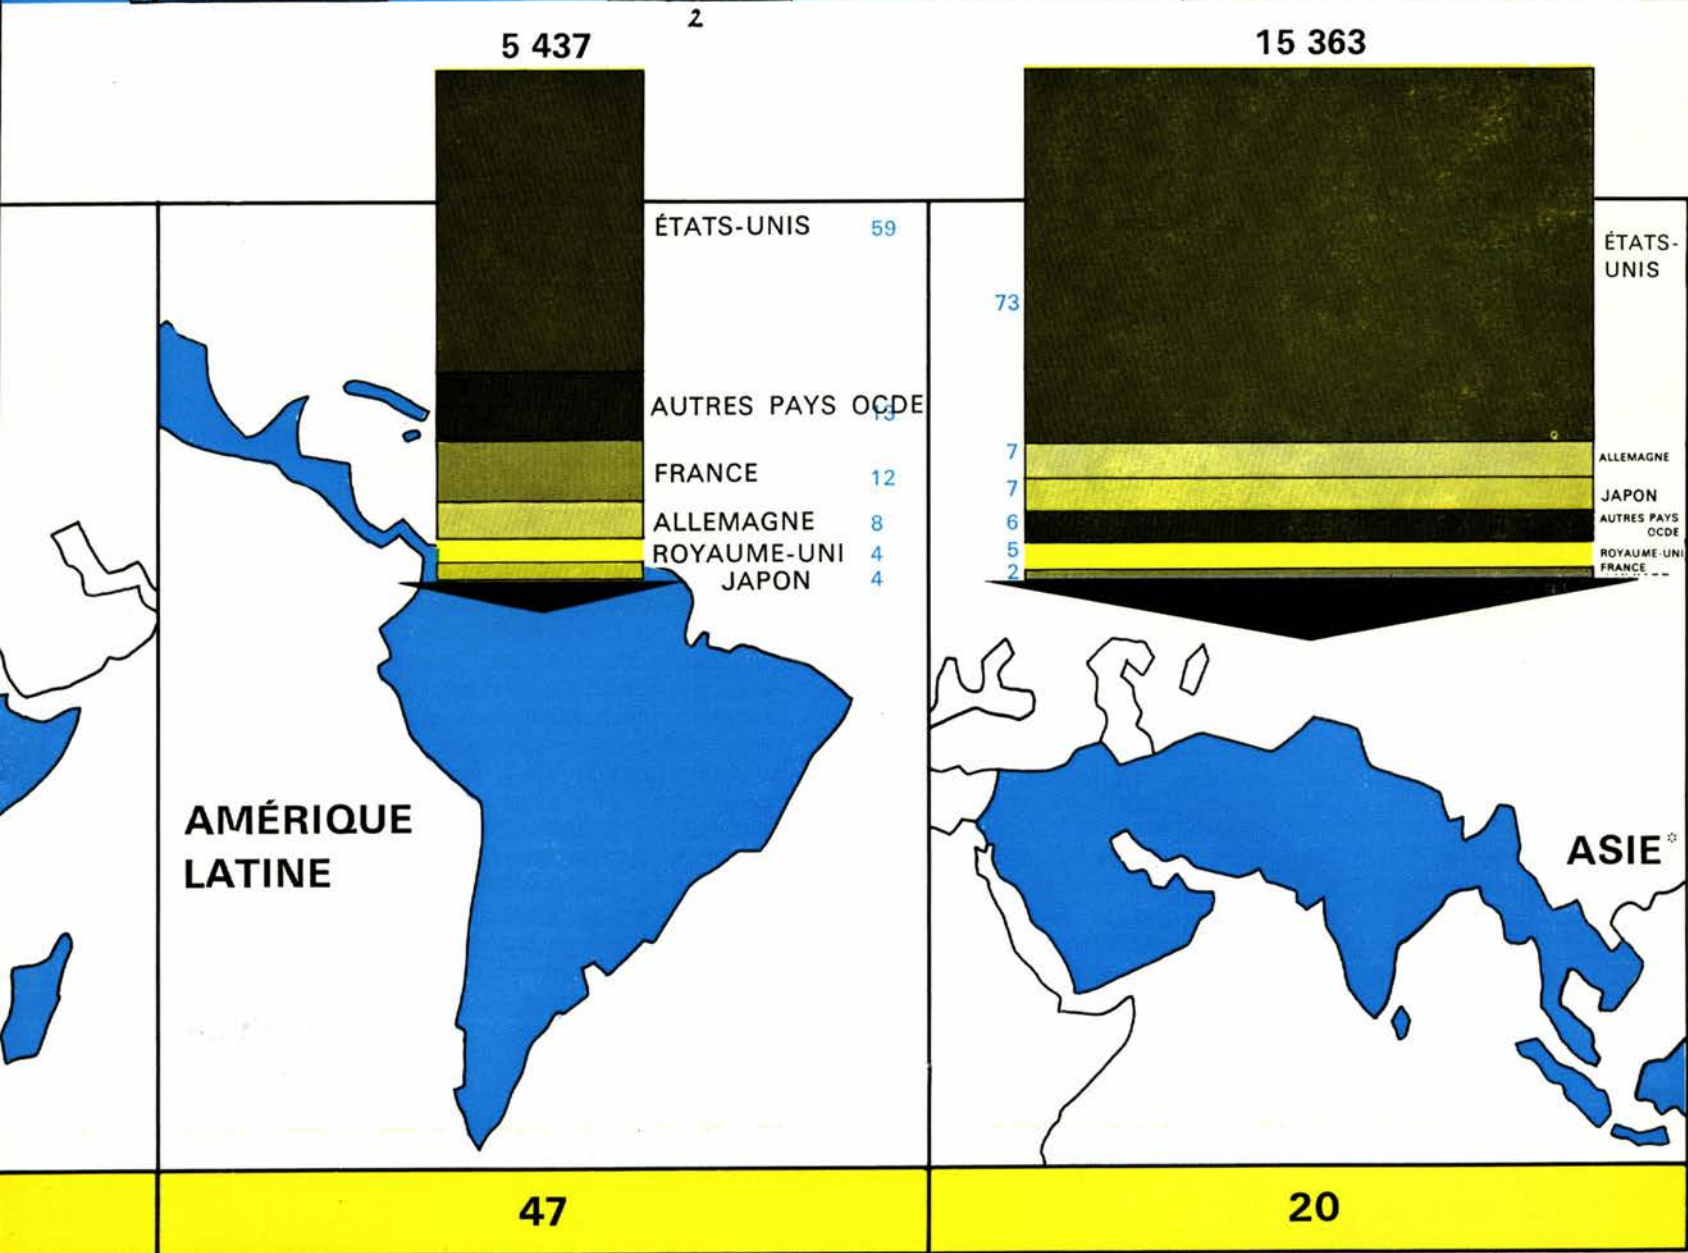 2
5 437
ÉTATS-UNIS 59
AUTRES PAYS OCDE 13
FRANCE 12
ALLEMAGNE 8
ROYAUME-UNI 4
JAPON 4
AMÉRIQUE
LATINE
47
15 363
73 ÉTATS-
UNIS
7 ALLEMAGNE
7 JAPON
6 AUTRES PAYS
OCDE
5 ROYAUME-UNI
2 FRANCE
ASIE*
20